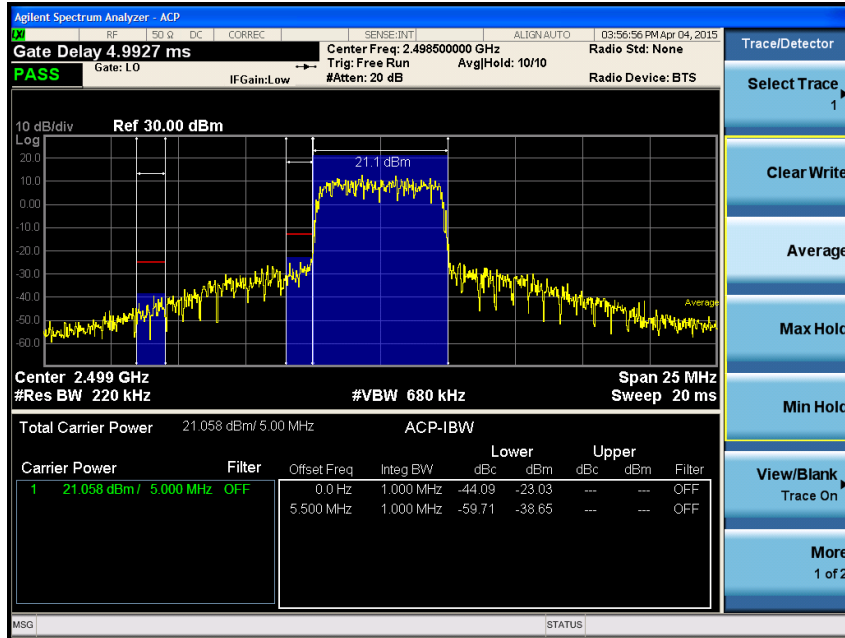 Agilent Spectrum Analyzer - ACP
LXI RF 50 Ω DC CORREC SENSE:INT ALIGN AUTO 03:56:56 PM Apr 04, 2015
Gate Delay 4.9927 ms Center Freq: 2.498500000 GHz Radio Std: None
Gate: LO Trig: Free Run Avg|Hold: 10/10
PASS IFGain:Low #Atten: 20 dB Radio Device: BTS
10 dB/div Ref 30.00 dBm
Log
20.0
10.0
0.00
-10.0
-20.0
-30.0
-40.0
-50.0
-60.0
21.1 dBm
Average
Center 2.499 GHz Span 25 MHz
#Res BW 220 kHz #VBW 680 kHz Sweep 20 ms
Total Carrier Power 21.058 dBm/ 5.00 MHz ACP-IBW
Lower Upper
Carrier Power Filter Offset Freq Integ BW dBc dBm dBc dBm Filter
1 21.058 dBm / 5.000 MHz OFF 0.0 Hz 1.000 MHz -44.09 -23.03 --- --- OFF
5.500 MHz 1.000 MHz -59.71 -38.65 --- --- OFF
MSG STATUS
Trace/Detector
Select Trace
1
Clear Write
Average
Max Hold
Min Hold
View/Blank
Trace On
More
1 of 2